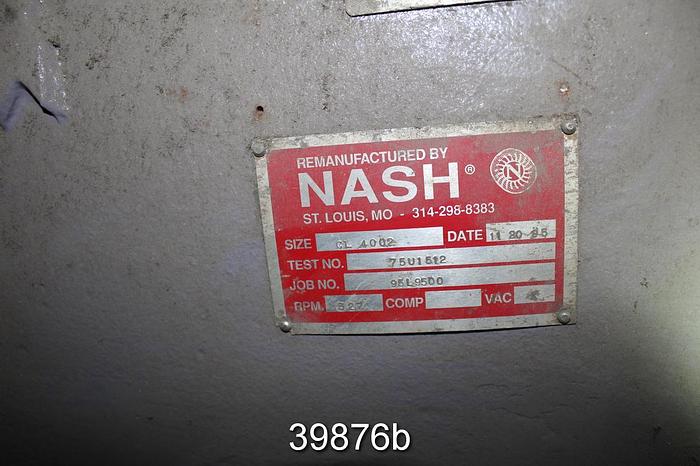 REMANUFACTURED BY
NASH®
N
ST. LOUIS, MO - 314-298-8383
SIZE CL 4002 DATE 11 20 95
TEST NO. 75U1512
JOB NO. 95L9500
RPM. 327 COMP VAC
39876b